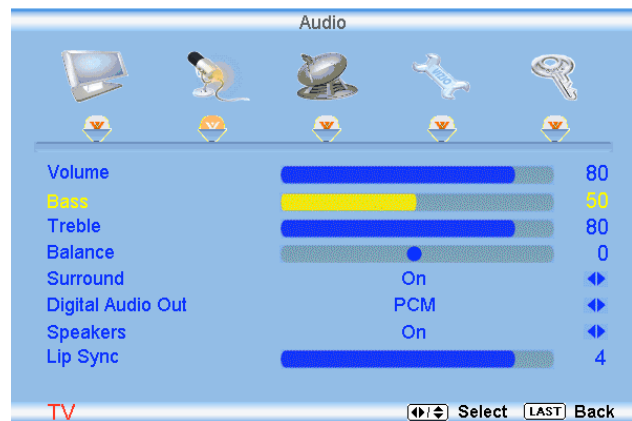 Audio
VIZIO
Volume 80
Bass 50
Treble 80
Balance 0
Surround On
Digital Audio Out PCM
Speakers On
Lip Sync 4
TV Select LAST Back